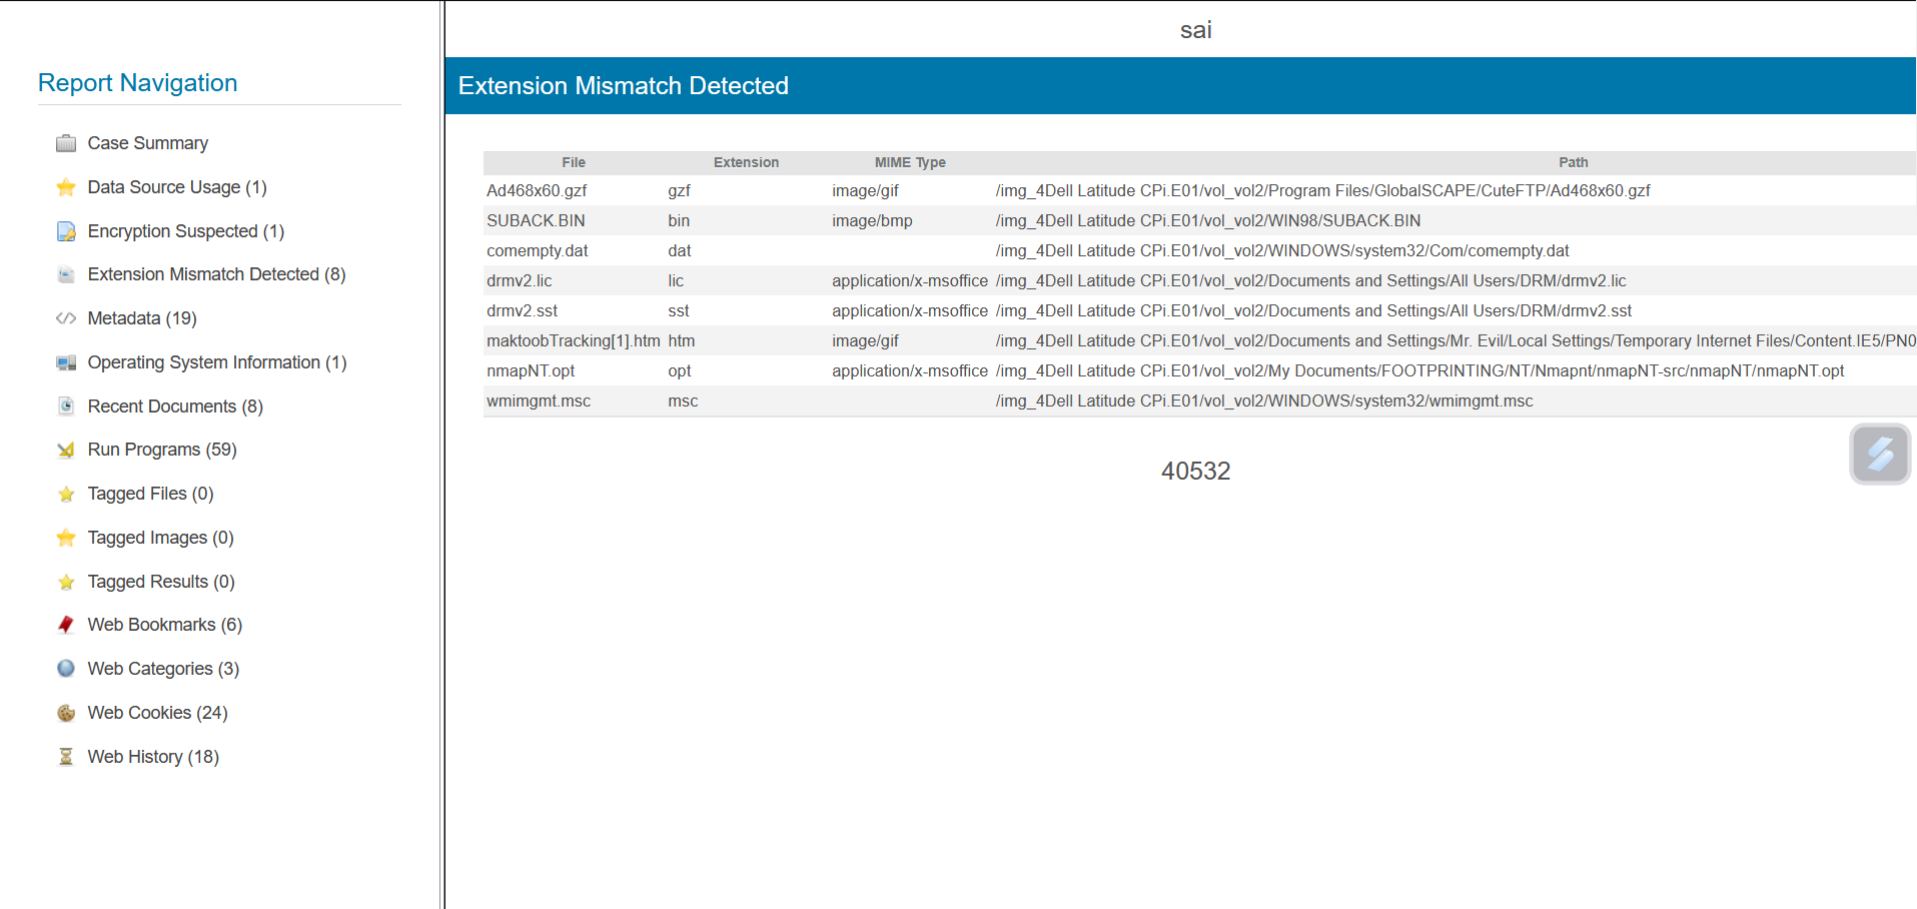 sai
Report Navigation
Case Summary
Data Source Usage (1)
Encryption Suspected (1)
Extension Mismatch Detected (8)
Metadata (19)
Operating System Information (1)
Recent Documents (8)
Run Programs (59)
Tagged Files (0)
Tagged Images (0)
Tagged Results (0)
Web Bookmarks (6)
Web Categories (3)
Web Cookies (24)
Web History (18)
Extension Mismatch Detected
File Extension MIME Type Path
Ad468x60.gzf gzf image/gif /img_4Dell Latitude CPi.E01/vol_vol2/Program Files/GlobalSCAPE/CuteFTP/Ad468x60.gzf
SUBACK.BIN bin image/bmp /img_4Dell Latitude CPi.E01/vol_vol2/WIN98/SUBACK.BIN
comempty.dat dat /img_4Dell Latitude CPi.E01/vol_vol2/WINDOWS/system32/Com/comempty.dat
drmv2.lic lic application/x-msoffice /img_4Dell Latitude CPi.E01/vol_vol2/Documents and Settings/All Users/DRM/drmv2.lic
drmv2.sst sst application/x-msoffice /img_4Dell Latitude CPi.E01/vol_vol2/Documents and Settings/All Users/DRM/drmv2.sst
maktoobTracking[1].htm htm image/gif /img_4Dell Latitude CPi.E01/vol_vol2/Documents and Settings/Mr. Evil/Local Settings/Temporary Internet Files/Content.IE5/PN0
nmapNT.opt opt application/x-msoffice /img_4Dell Latitude CPi.E01/vol_vol2/My Documents/FOOTPRINTING/NT/Nmapnt/nmapNT-src/nmapNT/nmapNT.opt
wmimgmt.msc msc /img_4Dell Latitude CPi.E01/vol_vol2/WINDOWS/system32/wmimgmt.msc
40532